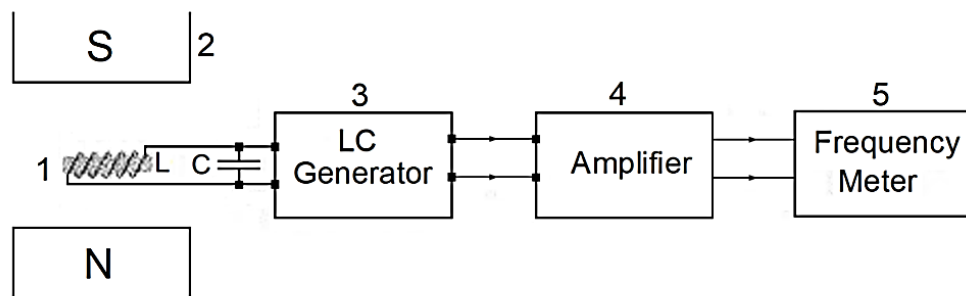 S
2
3
4
5
1
L
C
LC
Generator
Amplifier
Frequency
Meter
N